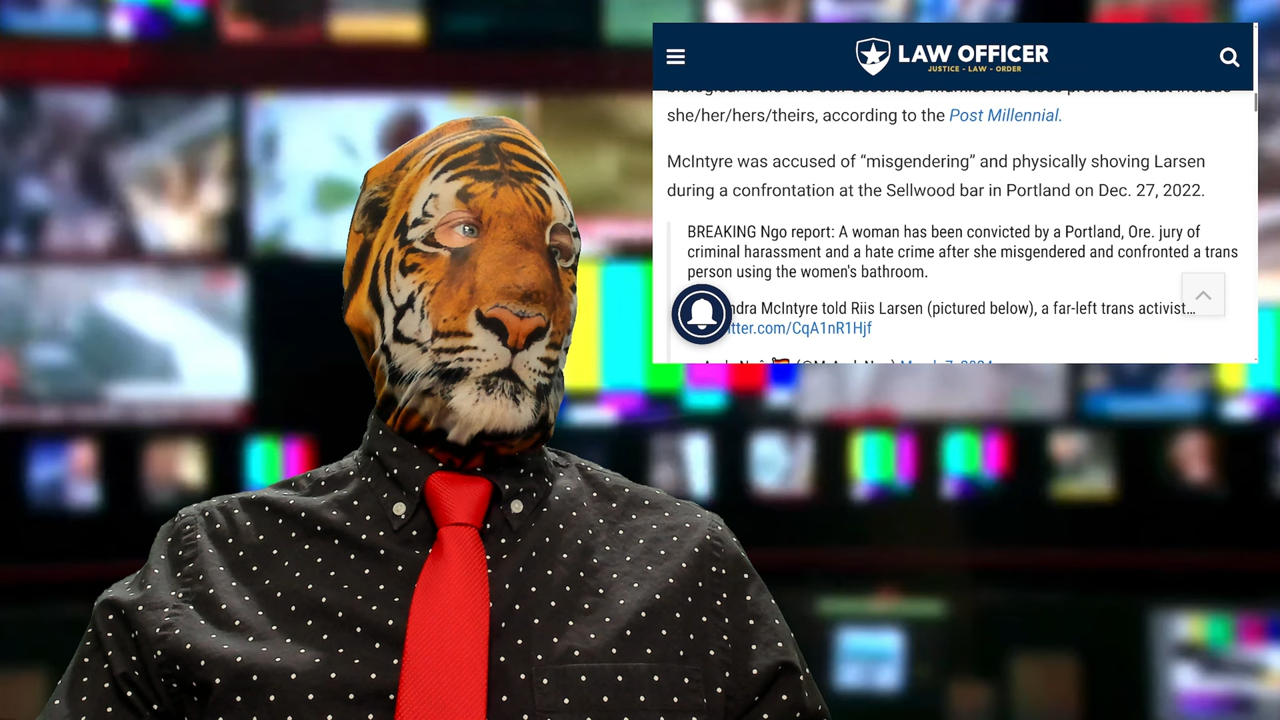 LAW OFFICER
JUSTICE - LAW - ORDER
she/her/hers/theirs, according to the Post Millennial.
McIntyre was accused of “misgendering” and physically shoving Larsen
during a confrontation at the Sellwood bar in Portland on Dec. 27, 2022.
BREAKING Ngo report: A woman has been convicted by a Portland, Ore. jury of
criminal harassment and a hate crime after she misgendered and confronted a trans
person using the women's bathroom.
ndra McIntyre told Riis Larsen (pictured below), a far-left trans activist…
itter.com/CqA1nR1Hjf